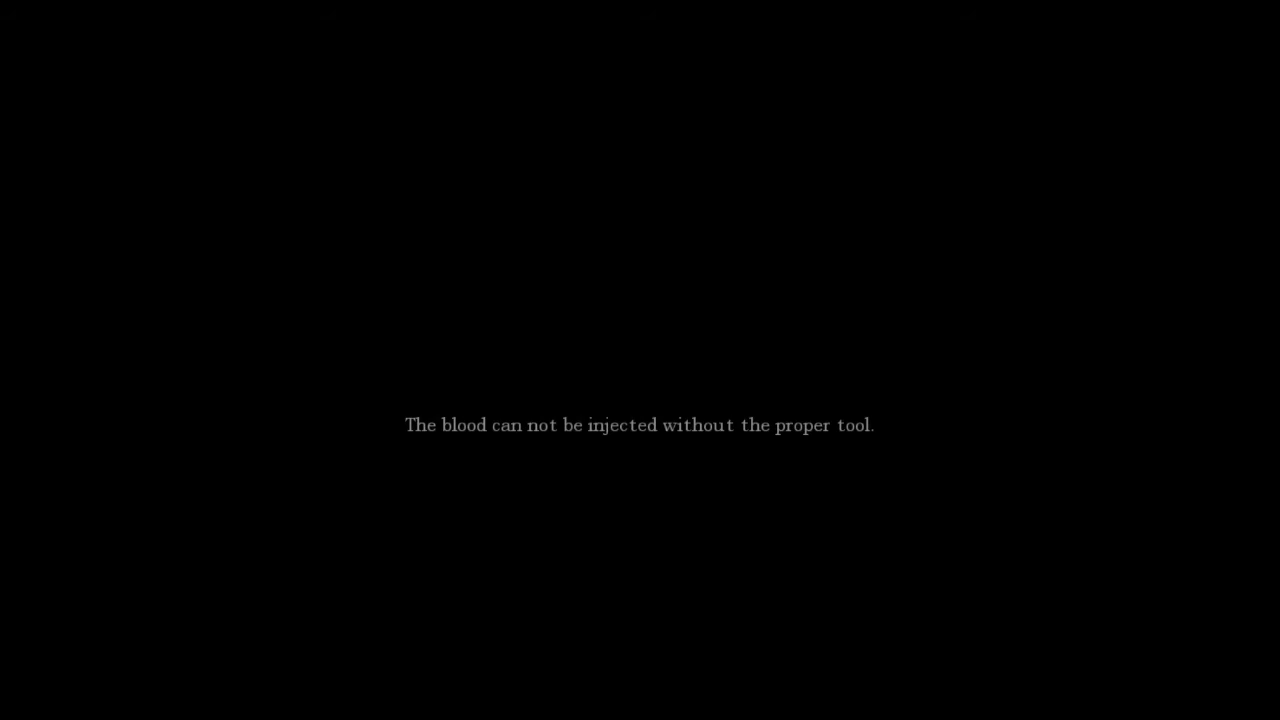 The blood can not be injected without the proper tool.